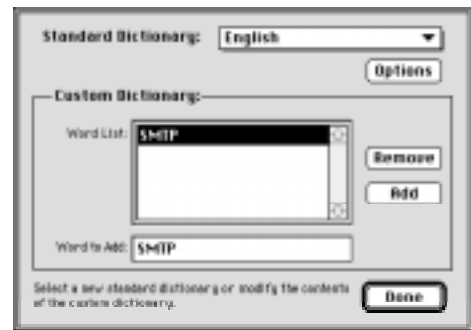 Standard Dictionary: English
Options
Custom Dictionary:
Word List: SMTP
Remove
Add
Word to Add: SMTP
Select a new standard dictionary or modify the contents
of the custom dictionary.
Done